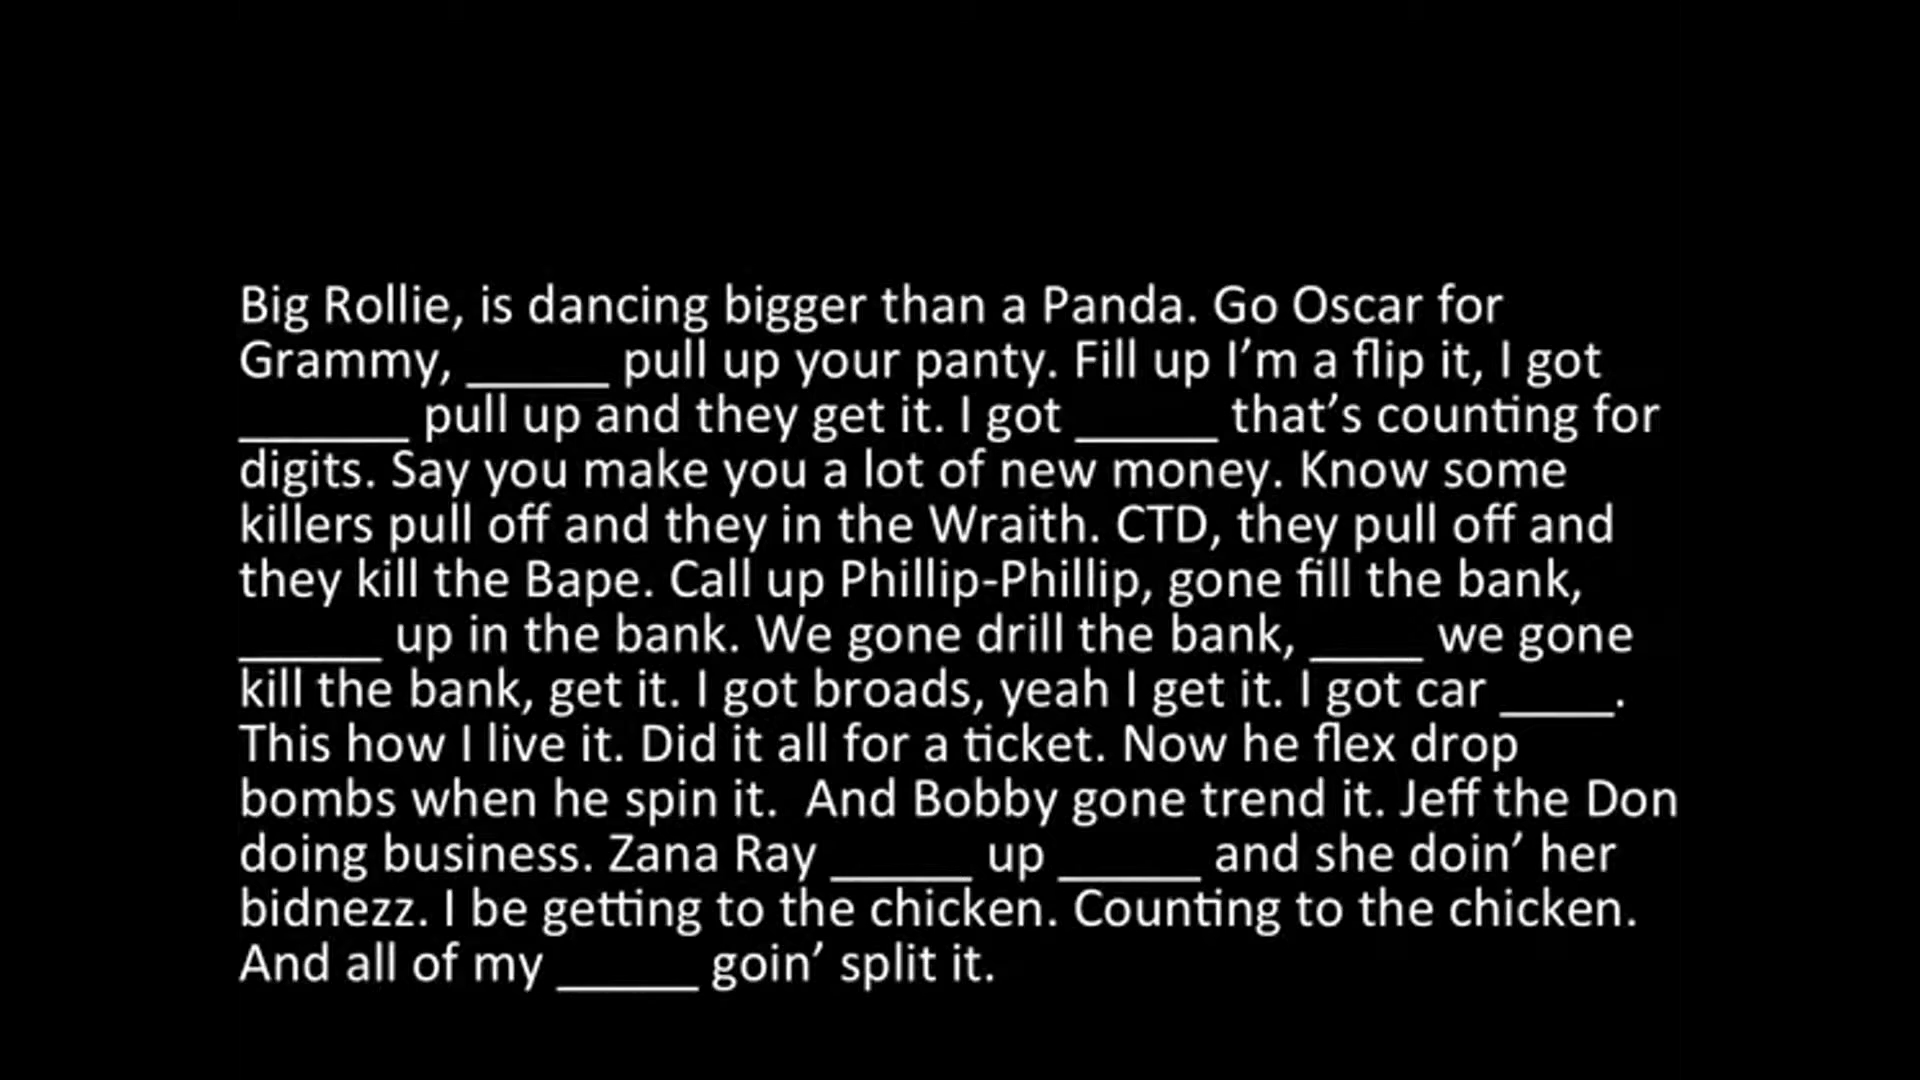 Big Rollie, is dancing bigger than a Panda. Go Oscar for
Grammy, _____ pull up your panty. Fill up I’m a flip it, I got
______ pull up and they get it. I got _____ that’s counting for
digits. Say you make you a lot of new money. Know some
killers pull off and they in the Wraith. CTD, they pull off and
they kill the Bape. Call up Phillip-Phillip, gone fill the bank,
_____ up in the bank. We gone drill the bank, ____ we gone
kill the bank, get it. I got broads, yeah I get it. I got car ____.
This how I live it. Did it all for a ticket. Now he flex drop
bombs when he spin it.  And Bobby gone trend it. Jeff the Don
doing business. Zana Ray _____ up _____ and she doin’ her
bidnezz. I be getting to the chicken. Counting to the chicken.
And all of my _____ goin’ split it.